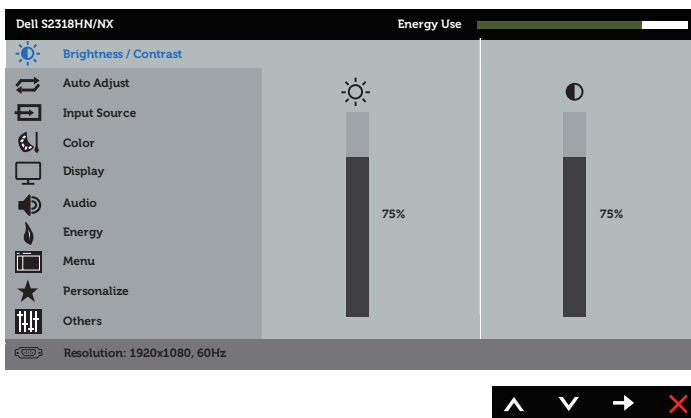 Dell S2318HN/NX Energy Use
Brightness / Contrast
Auto Adjust
Input Source
Color
Display
Audio
75% 75%
Energy
Menu
Personalize
Others
Resolution: 1920x1080, 60Hz